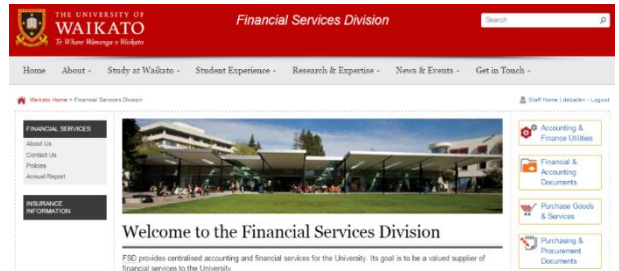 THE UNIVERSITY OF
WAIKATO
Te Whare Wānanga o Waikato
Financial Services Division
Search
Home
About
Study at Waikato
Student Experience
Research & Expertise
News & Events
Get in Touch
Waikato Home > Financial Services Division
Staff Home | deballen - Logout
FINANCIAL SERVICES
About Us
Contact Us
Policies
Annual Report
INSURANCE
INFORMATION
Welcome to the Financial Services Division
FSD provides centralised accounting and financial services for the University. Its goal is to be a valued supplier of
financial services to the University.
Accounting &
Finance Utilities
Financial &
Accounting
Documents
Purchase Goods
& Services
Purchasing &
Procurement
Documents